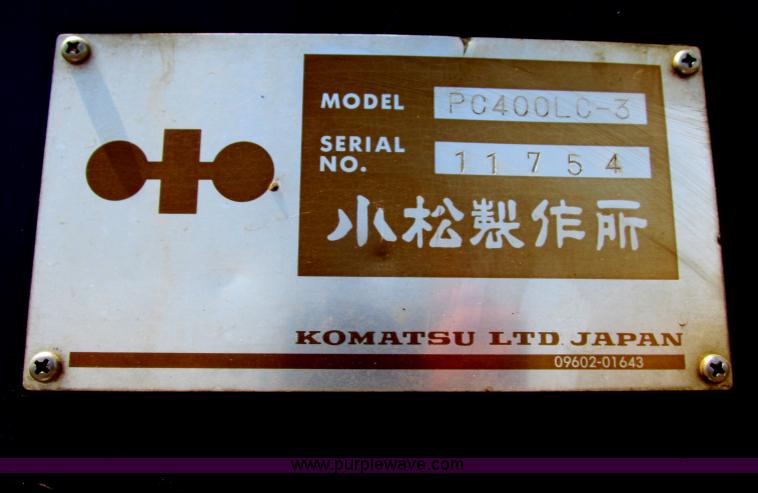 MODEL PC400LC-3
SERIAL NO. 11754
小松製作所
KOMATSU LTD. JAPAN
09602-01643
www.purplewave.com